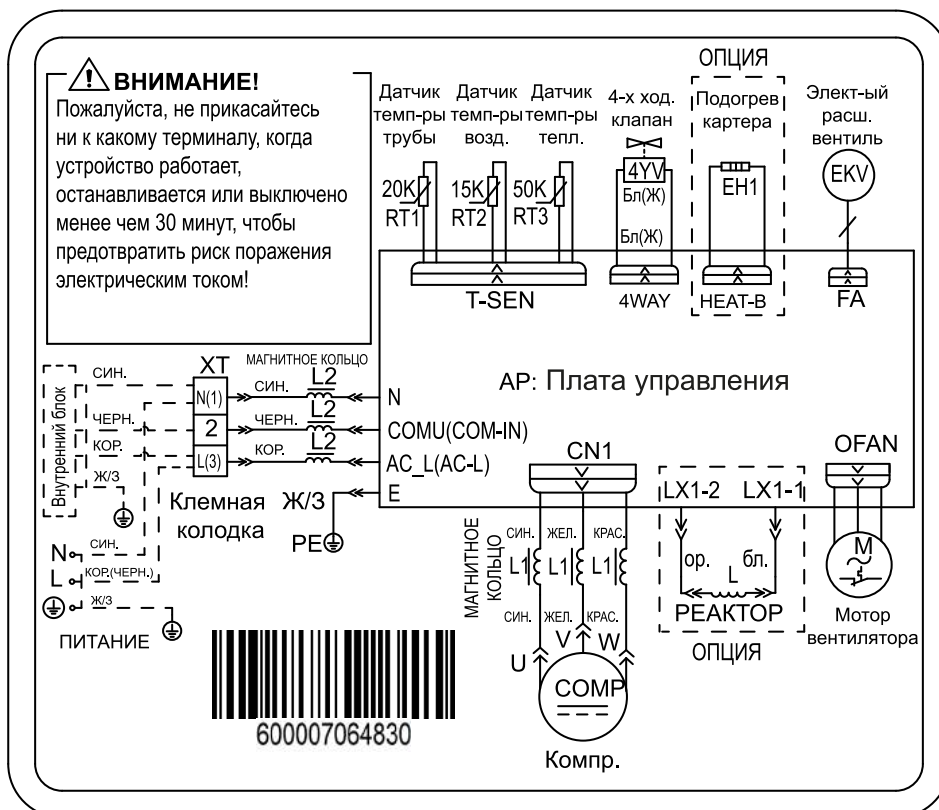 ВНИМАНИЕ!
Пожалуйста, не прикасайтесь
ни к какому терминалу, когда
устройство работает,
останавливается или выключено
менее чем 30 минут, чтобы
предотвратить риск поражения
электрическим током!
Датчик
темп-ры
трубы
Датчик
темп-ры
возд.
Датчик
темп-ры
тепл.
4-х ход.
клапан
ОПЦИЯ
Подогрев
картера
Элект-ый
расш.
вентиль
20K
RT1
15K
RT2
50K
RT3
4YV
Бл(Ж)
Бл(Ж)
EH1
EKV
T-SEN
4WAY
HEAT-B
FA
AP: Плата управления
XT
МАГНИТНОЕ КОЛЬЦО
Внутренний блок
СИН.
ЧЕРН.
КОР.
Ж/З
N(1)
2
L(3)
СИН.
L2
N
ЧЕРН.
L2
COMU(COM-IN)
КОР.
L2
AC_L(AC-L)
Ж/З
E
PE
Клемная
колодка
N
СИН.
L
КОР.(ЧЕРН.)
Ж/З
ПИТАНИЕ
CN1
МАГНИТНОЕ
КОЛЬЦО
СИН.
ЖЕЛ.
КРАС.
L1
L1
L1
СИН.
ЖЕЛ.
КРАС.
U
V
W
COMP
Компр.
LX1-2
LX1-1
ор.
бл.
L
РЕАКТОР
ОПЦИЯ
OFAN
M
Мотор
вентилятора
600007064830